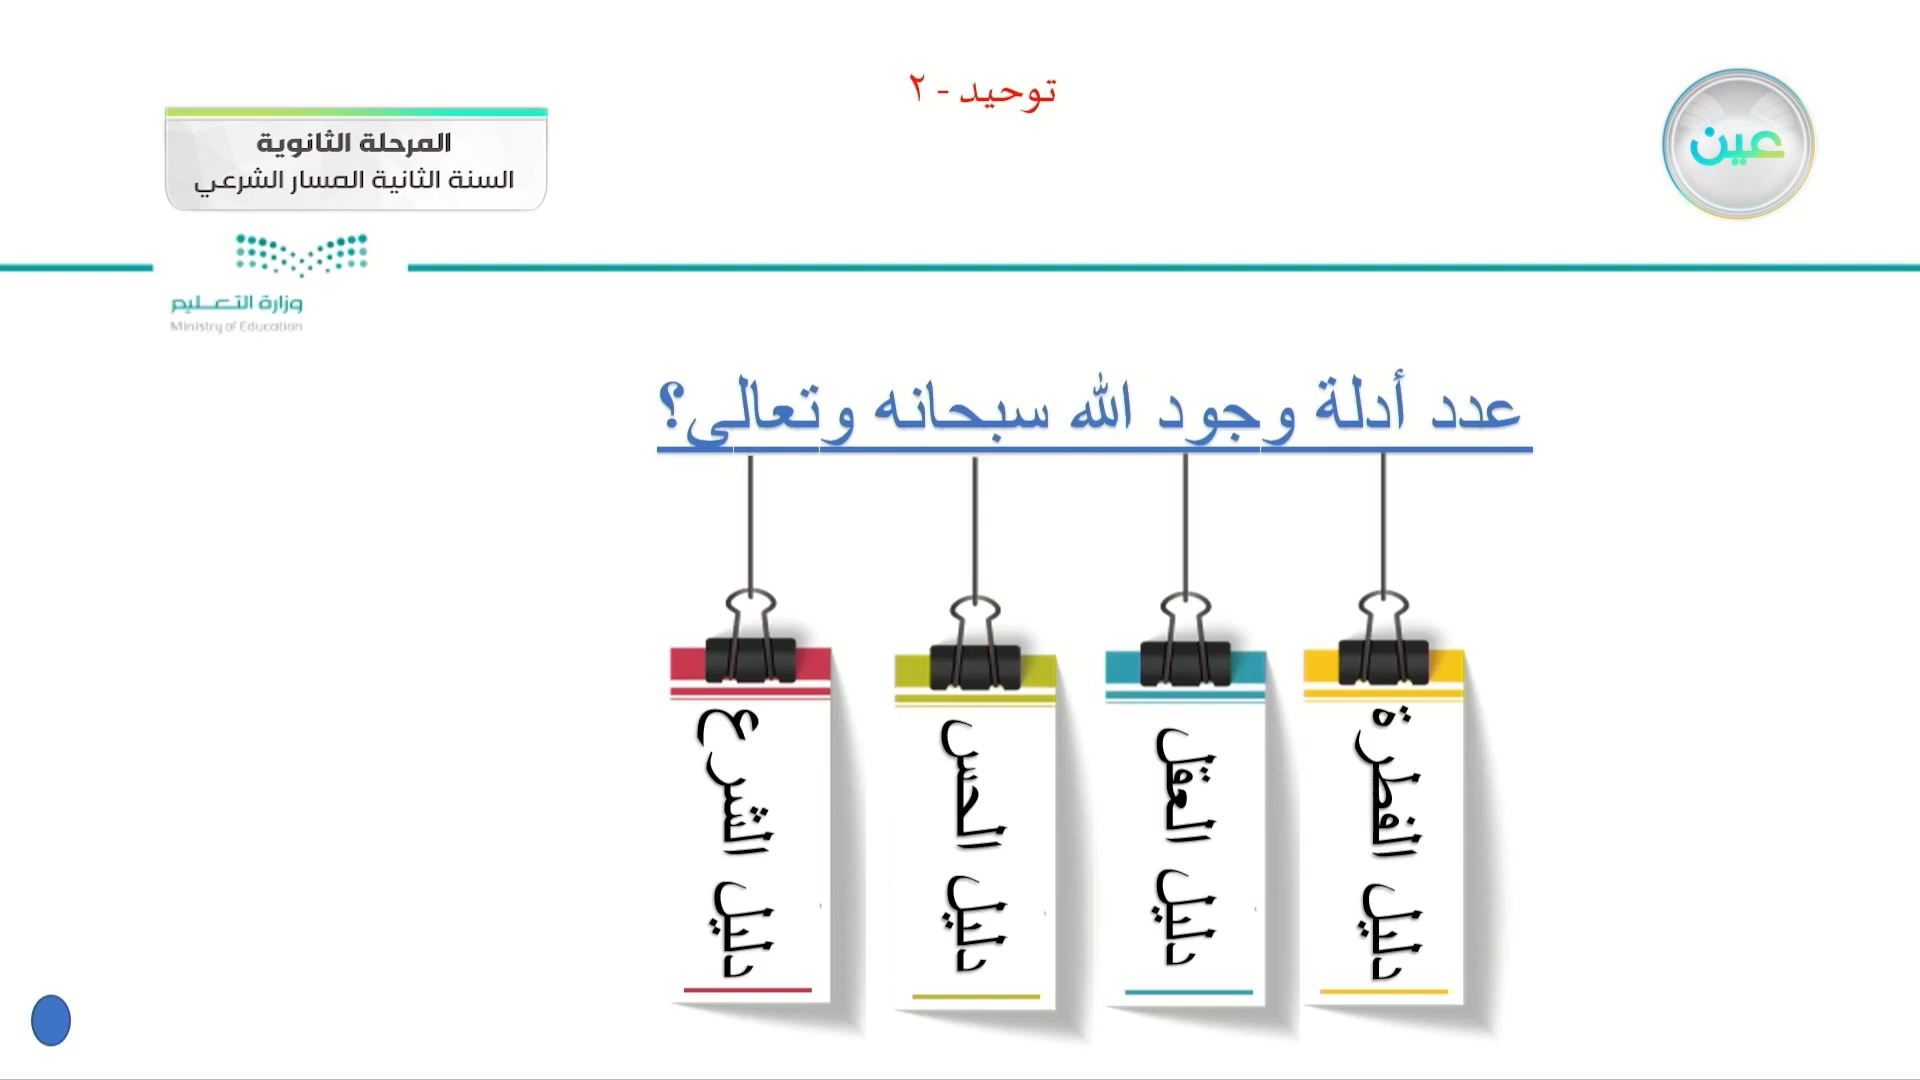 توحيد - ٢
عين
المرحلة الثانوية
السنة الثانية المسار الشرعي
وزارة التعليم
Ministry of Education
عدد أدلة وجود الله سبحانه وتعالى؟
دليل الفطرة
دليل العقل
دليل الحس
دليل الشرع